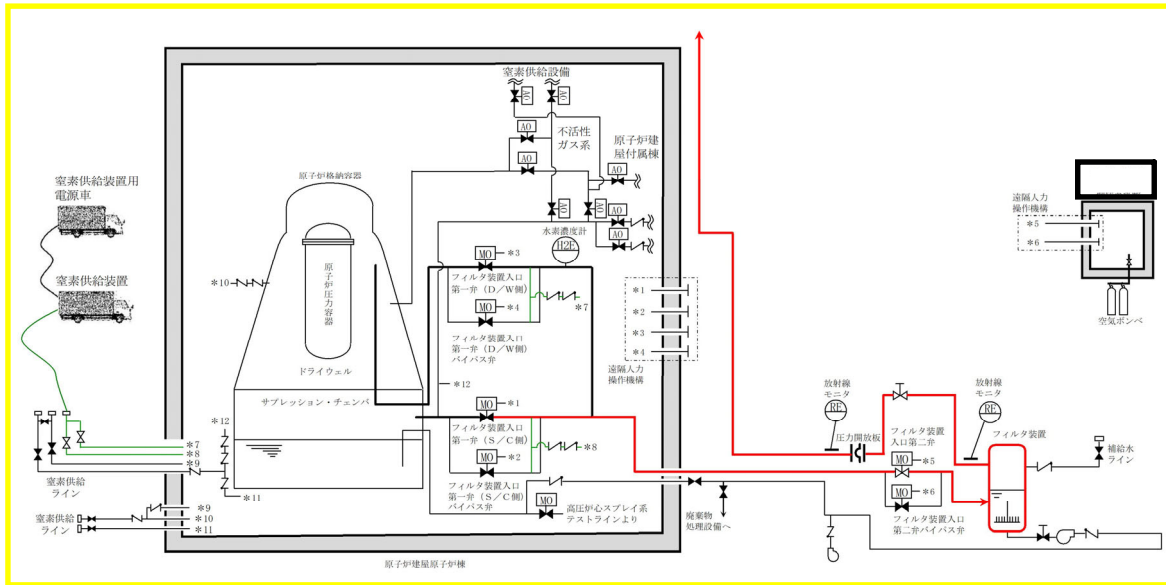 窒素供給設備
AO
AO
AO
不活性
ガス系
AO
原子炉建
屋付属棟
AO
AO
AO
AO
AO
水素濃度計
H2E
原子炉格納容器
原子炉圧力容器
ドライウェル
サプレッション・チェンバ
窒素供給装置用
電源車
窒素供給装置
*10
MO
*3
フィルタ装置入口
第一弁(D/W側)
MO
*4
*7
フィルタ装置入口
第一弁(D/W側)
バイパス弁
*12
MO
*1
フィルタ装置入口
第一弁(S/C側)
MO
*2
*8
フィルタ装置入口
第一弁(S/C側)
バイパス弁
*12
*11
*7
*8
*9
窒素供給
ライン
*9
*10
*11
窒素供給
ライン
MO
高圧炉心スプレイ系
テストラインより
原子炉建屋原子炉棟
*1
*2
*3
*4
遠隔人力
操作機構
遠隔人力
操作機構
*5
*6
空気ボンベ
放射線
モニタ
RE
圧力開放板
放射線
モニタ
RE
フィルタ装置
入口第二弁
MO
*5
MO
*6
フィルタ装置入口
第二弁バイパス弁
フィルタ装置
補給水
ライン
廃棄物
処理設備へ